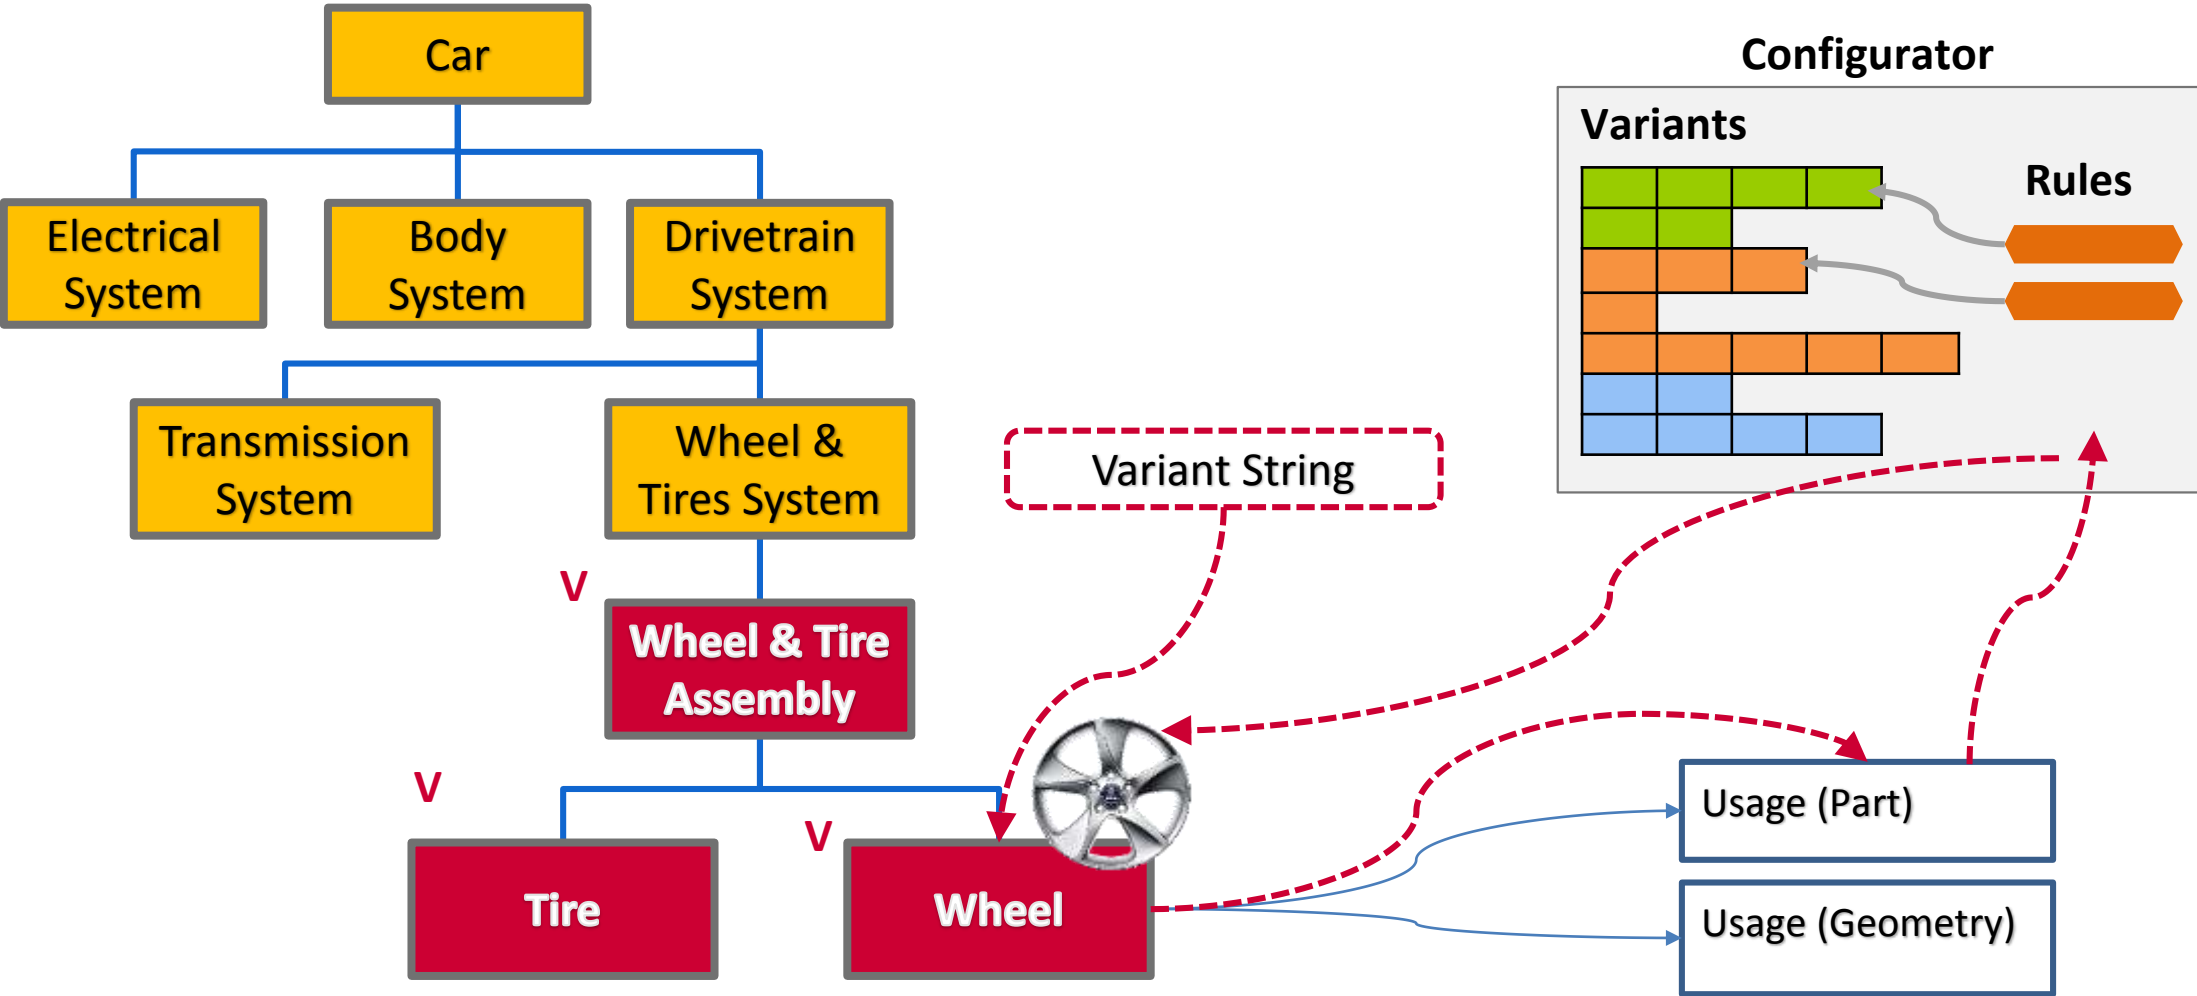 Car
Configurator
Variants
Rules
Electrical
System
Body
System
Drivetrain
System
Transmission
System
Wheel &
Tires System
Variant String
V
Wheel & Tire
Assembly
V
V
Tire
Wheel
Usage (Part)
Usage (Geometry)